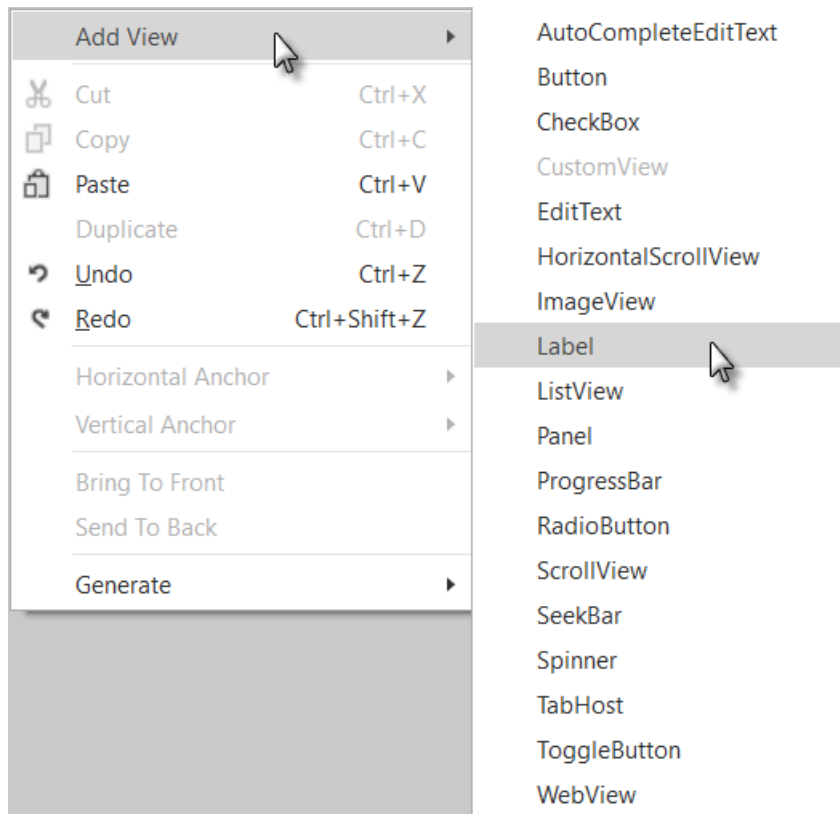 Add View
Cut Ctrl+X
Copy Ctrl+C
Paste Ctrl+V
Duplicate Ctrl+D
Undo Ctrl+Z
Redo Ctrl+Shift+Z
Horizontal Anchor
Vertical Anchor
Bring To Front
Send To Back
Generate
AutoCompleteEditText
Button
CheckBox
CustomView
EditText
HorizontalScrollView
ImageView
Label
ListView
Panel
ProgressBar
RadioButton
ScrollView
SeekBar
Spinner
TabHost
ToggleButton
WebView